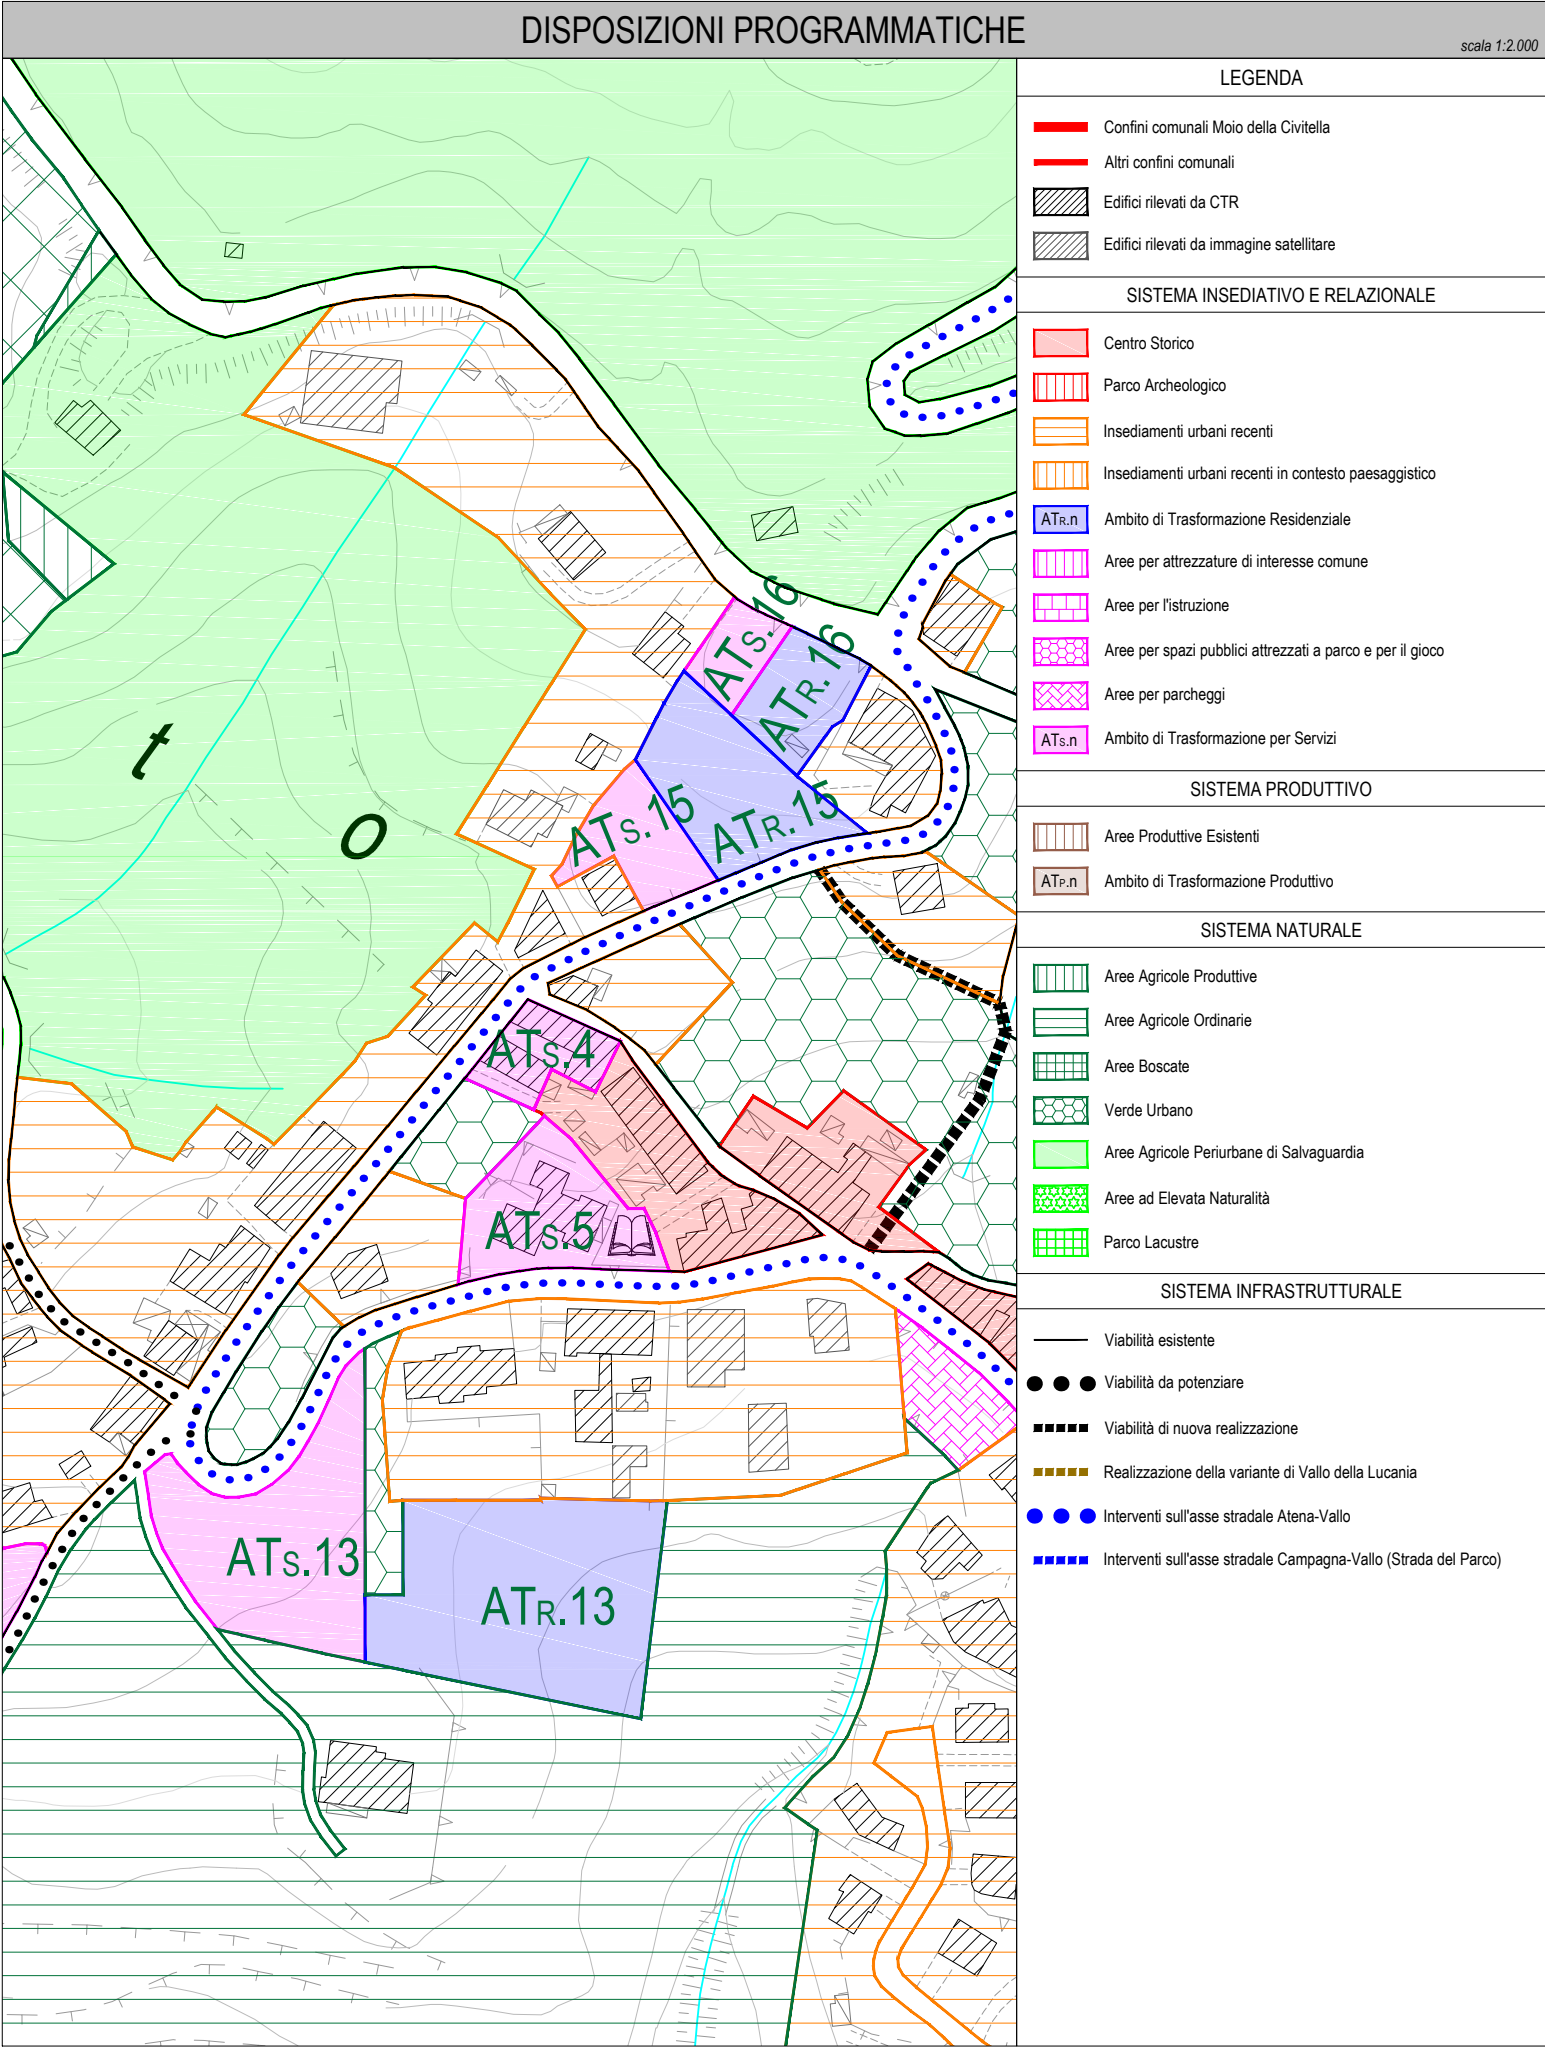 DISPOSIZIONI PROGRAMMATICHE
scala 1:2.000
LEGENDA
Confini comunali Moio della Civitella
Altri confini comunali
Edifici rilevati da CTR
Edifici rilevati da immagine satellitare
SISTEMA INSEDIATIVO E RELAZIONALE
Centro Storico
Parco Archeologico
Insediamenti urbani recenti
Insediamenti urbani recenti in contesto paesaggistico
ATR.n Ambito di Trasformazione Residenziale
Aree per attrezzature di interesse comune
Aree per l'istruzione
Aree per spazi pubblici attrezzati a parco e per il gioco
Aree per parcheggi
ATS.n Ambito di Trasformazione per Servizi
SISTEMA PRODUTTIVO
Aree Produttive Esistenti
ATP.n Ambito di Trasformazione Produttivo
SISTEMA NATURALE
Aree Agricole Produttive
Aree Agricole Ordinarie
Aree Boscate
Verde Urbano
Aree Agricole Periurbane di Salvaguardia
Aree ad Elevata Naturalità
Parco Lacustre
SISTEMA INFRASTRUTTURALE
Viabilità esistente
Viabilità da potenziare
Viabilità di nuova realizzazione
Realizzazione della variante di Vallo della Lucania
Interventi sull'asse stradale Atena-Vallo
Interventi sull'asse stradale Campagna-Vallo (Strada del Parco)
ATS.16
ATR.16
t
o
ATS.15
ATR.15
ATS.4
ATS.5
ATS.13
ATR.13